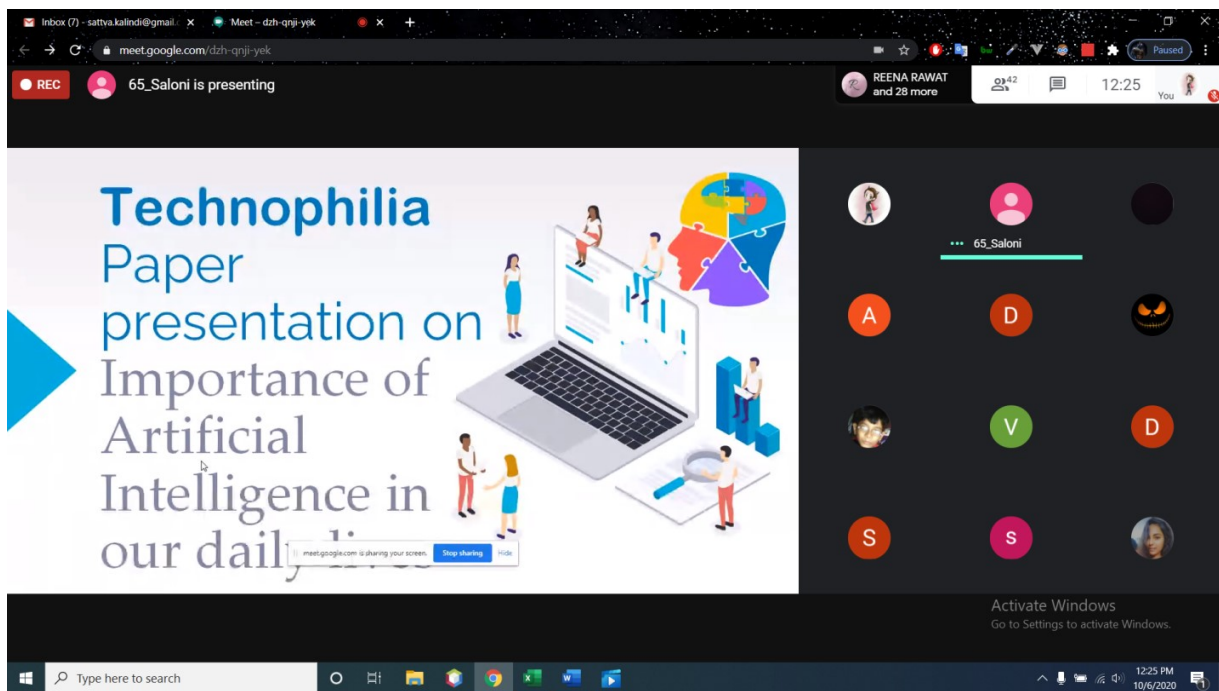 Inbox (7) - sattva.kalindi@gmail.c
Meet – dzh-qnji-yek
meet.google.com/dzh-qnji-yek
Paused
REC
65_Saloni is presenting
REENA RAWAT
and 28 more
42
12:25
You
Technophilia
Paper
presentation on
Importance of
Artificial
Intelligence in
our daily lives
meet.google.com is sharing your screen.
Stop sharing
Hide
65_Saloni
A
D
V
D
S
s
Activate Windows
Go to Settings to activate Windows.
Type here to search
12:25 PM
10/6/2020
1